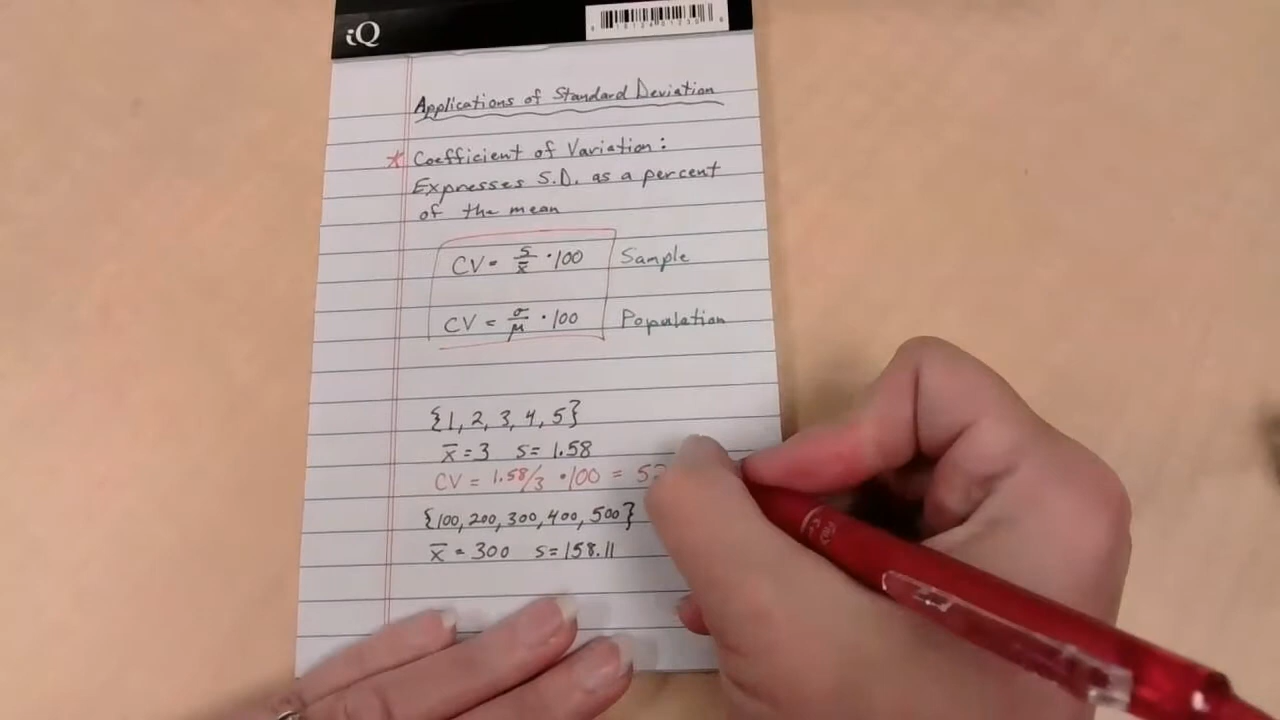 iQ
Applications of Standard Deviation
* Coefficient of Variation:
Expresses S.D. as a percent
of the mean
CV = s/x̅ · 100 Sample
CV = σ/μ · 100 Population
{1, 2, 3, 4, 5}
x̅ = 3 s = 1.58
CV = 1.58/3 · 100 = 52
{100, 200, 300, 400, 500}
x̅ = 300 s = 158.11